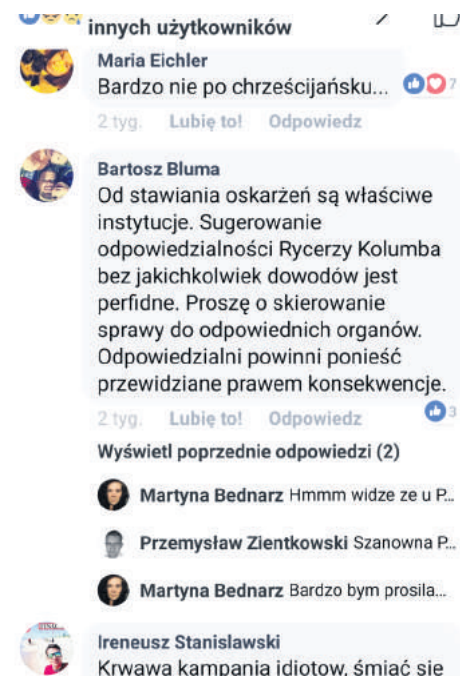 innych użytkowników
Maria Eichler
Bardzo nie po chrześcijańsku...
7
2 tyg. Lubię to! Odpowiedz
Bartosz Bluma
Od stawiania oskarżeń są właściwe
instytucje. Sugerowanie
odpowiedzialności Rycerzy Kolumba
bez jakichkolwiek dowodów jest
perfidne. Proszę o skierowanie
sprawy do odpowiednich organów.
Odpowiedzialni powinni ponieść
przewidziane prawem konsekwencje.
2 tyg. Lubię to! Odpowiedz 3
Wyświetl poprzednie odpowiedzi (2)
Martyna Bednarz Hmmm widze ze u P...
Przemysław Zientkowski Szanowna P...
Martyna Bednarz Bardzo bym prosila...
Ireneusz Stanislawski
Krwawa kampania idiotow, śmiać się